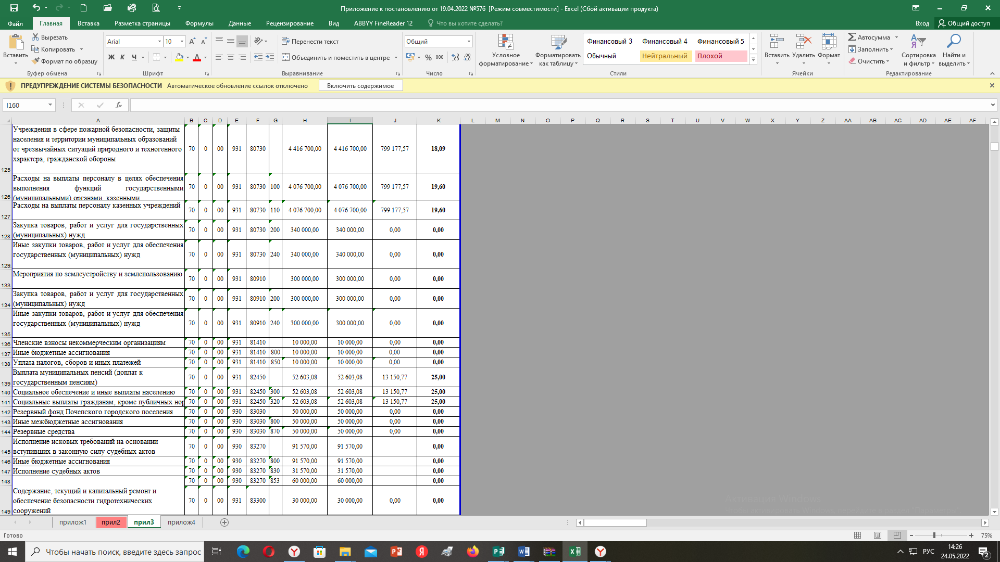 Приложение к постановлению от 19.04.2022 №576 [Режим совместимости] - Excel (Сбой активации продукта)
Файл Главная Вставка Разметка страницы Формулы Данные Рецензирование Вид ABBYY FineReader 12 Что вы хотите сделать? Вход Общий доступ
Вставить
Вырезать
Копировать
Формат по образцу
Буфер обмена
Arial 10
Ж К Ч А
Шрифт
Перенести текст
Объединить и поместить в центре
Выравнивание
Общий
% 000
Число
Условное форматирование
Форматировать как таблицу
Финансовый 3 Финансовый 4 Финансовый 5
Обычный Нейтральный Плохой
Стили
Вставить Удалить Формат
Ячейки
Автосумма
Заполнить
Очистить
Сортировка и фильтр
Найти и выделить
Редактирование
ПРЕДУПРЕЖДЕНИЕ СИСТЕМЫ БЕЗОПАСНОСТИ Автоматическое обновление ссылок отключено Включить содержимое
I160 fx
A B C D E F G H I J K L M N O P Q R S T U V W X Y Z AA AB AC AD AE AF
Учреждения в сфере пожарной безопасности, защиты
населения и территории муниципальных образований
от чрезвычайных ситуаций природного и техногенного
характера, гражданской обороны
125 70 0 00 931 80730 4 416 700,00 4 416 700,00 799 177,57 18,09
Расходы на выплаты персоналу в целях обеспечения
выполнения функций государственными
(муниципальными) органами, казенными
126 70 0 00 931 80730 100 4 076 700,00 4 076 700,00 799 177,57 19,60
127 Расходы на выплаты персоналу казенных учреждений 70 0 00 931 80730 110 4 076 700,00 4 076 700,00 799 177,57 19,60
Закупка товаров, работ и услуг для государственных
(муниципальных) нужд
128 70 0 00 931 80730 200 340 000,00 340 000,00 0,00 0,00
Иные закупки товаров, работ и услуг для обеспечения
государственных (муниципальных) нужд
129 70 0 00 931 80730 240 340 000,00 340 000,00 0,00 0,00
133 Мероприятия по землеустройству и землепользованию 70 0 00 931 80910 300 000,00 300 000,00 0,00 0,00
Закупка товаров, работ и услуг для государственных
(муниципальных) нужд
134 70 0 00 931 80910 200 300 000,00 300 000,00 0,00 0,00
Иные закупки товаров, работ и услуг для обеспечения
государственных (муниципальных) нужд
135 70 0 00 931 80910 240 300 000,00 300 000,00 0,00 0,00
136 Членские взносы некоммерческим организациям 70 0 00 931 81410 10 000,00 10 000,00 0,00 0,00
137 Иные бюджетные ассигнования 70 0 00 931 81410 800 10 000,00 10 000,00 0,00 0,00
138 Уплата налогов, сборов и иных платежей 70 0 00 931 81410 850 10 000,00 10 000,00 0,00 0,00
Выплата муниципальных пенсий (доплат к
государственным пенсиям)
139 70 0 00 931 82450 52 603,08 52 603,08 13 150,77 25,00
140 Социальное обеспечение и иные выплаты населению 70 0 00 931 82450 300 52 603,08 52 603,08 13 150,77 25,00
141 Социальные выплаты гражданам, кроме публичных нор 70 0 00 931 82450 320 52 603,08 52 603,08 13 150,77 25,00
142 Резервный фонд Почепского городского поселения 70 0 00 930 83030 50 000,00 50 000,00 0,00 0,00
143 Иные межбюджетные ассигнования 70 0 00 930 83030 800 50 000,00 50 000,00 0,00 0,00
144 Резервные средства 70 0 00 930 83030 870 50 000,00 50 000,00 0,00 0,00
Исполнение исковых требований на основании
вступивших в законную силу судебных актов
145 70 0 00 930 83270 91 570,00 91 570,00 0,00
146 Иные бюджетные ассигнования 70 0 00 930 83270 800 91 570,00 91 570,00 0,00
147 Исполнение судебных актов 70 0 00 930 83270 830 31 570,00 31 570,00 0,00
148 70 0 00 930 83270 853 60 000,00 60 000,00 0,00
Содержание, текущий и капитальный ремонт и
обеспечение безопасности гидротехнических
сооружений
149 70 0 00 931 83300 30 000,00 30 000,00 0,00 0,00
Активация Windows
прилож1 прил2 прил3 прилож4
Готово 75%
Чтобы начать поиск, введите здесь запрос
РУС 14:26
24.05.2022
2